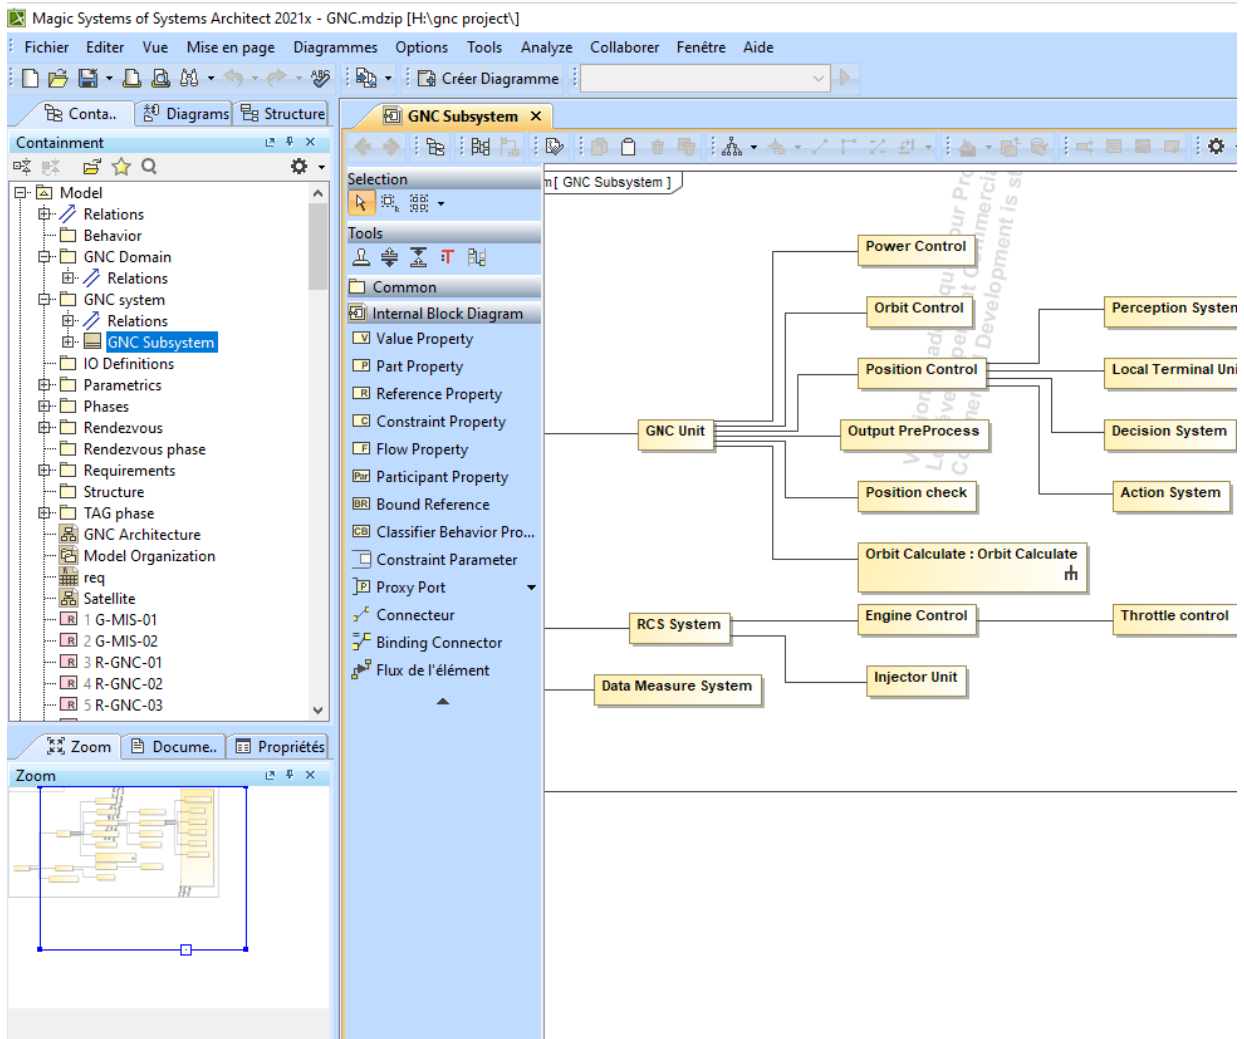 Magic Systems of Systems Architect 2021x - GNC.mdzip [H:\gnc project\]
Fichier Editer Vue Mise en page Diagrammes Options Tools Analyze Collaborer Fenêtre Aide
Créer Diagramme
Conta.. Diagrams Structure
GNC Subsystem
Containment
Model
Relations
Behavior
GNC Domain
Relations
GNC system
Relations
GNC Subsystem
IO Definitions
Parametrics
Phases
Rendezvous
Rendezvous phase
Requirements
Structure
TAG phase
GNC Architecture
Model Organization
req
Satellite
R 1 G-MIS-01
R 2 G-MIS-02
R 3 R-GNC-01
R 4 R-GNC-02
R 5 R-GNC-03
Zoom Docume.. Propriétés
Zoom
Selection
Tools
Common
Internal Block Diagram
V Value Property
P Part Property
R Reference Property
C Constraint Property
F Flow Property
Par Participant Property
BR Bound Reference
CB Classifier Behavior Pro...
Constraint Parameter
P Proxy Port
Connecteur
Binding Connector
Flux de l'élément
[ GNC Subsystem ]
Power Control
Orbit Control
Perception System
Position Control
Local Terminal Uni
GNC Unit
Output PreProcess
Decision System
Position check
Action System
Orbit Calculate : Orbit Calculate
RCS System
Engine Control
Throttle control
Injector Unit
Data Measure System